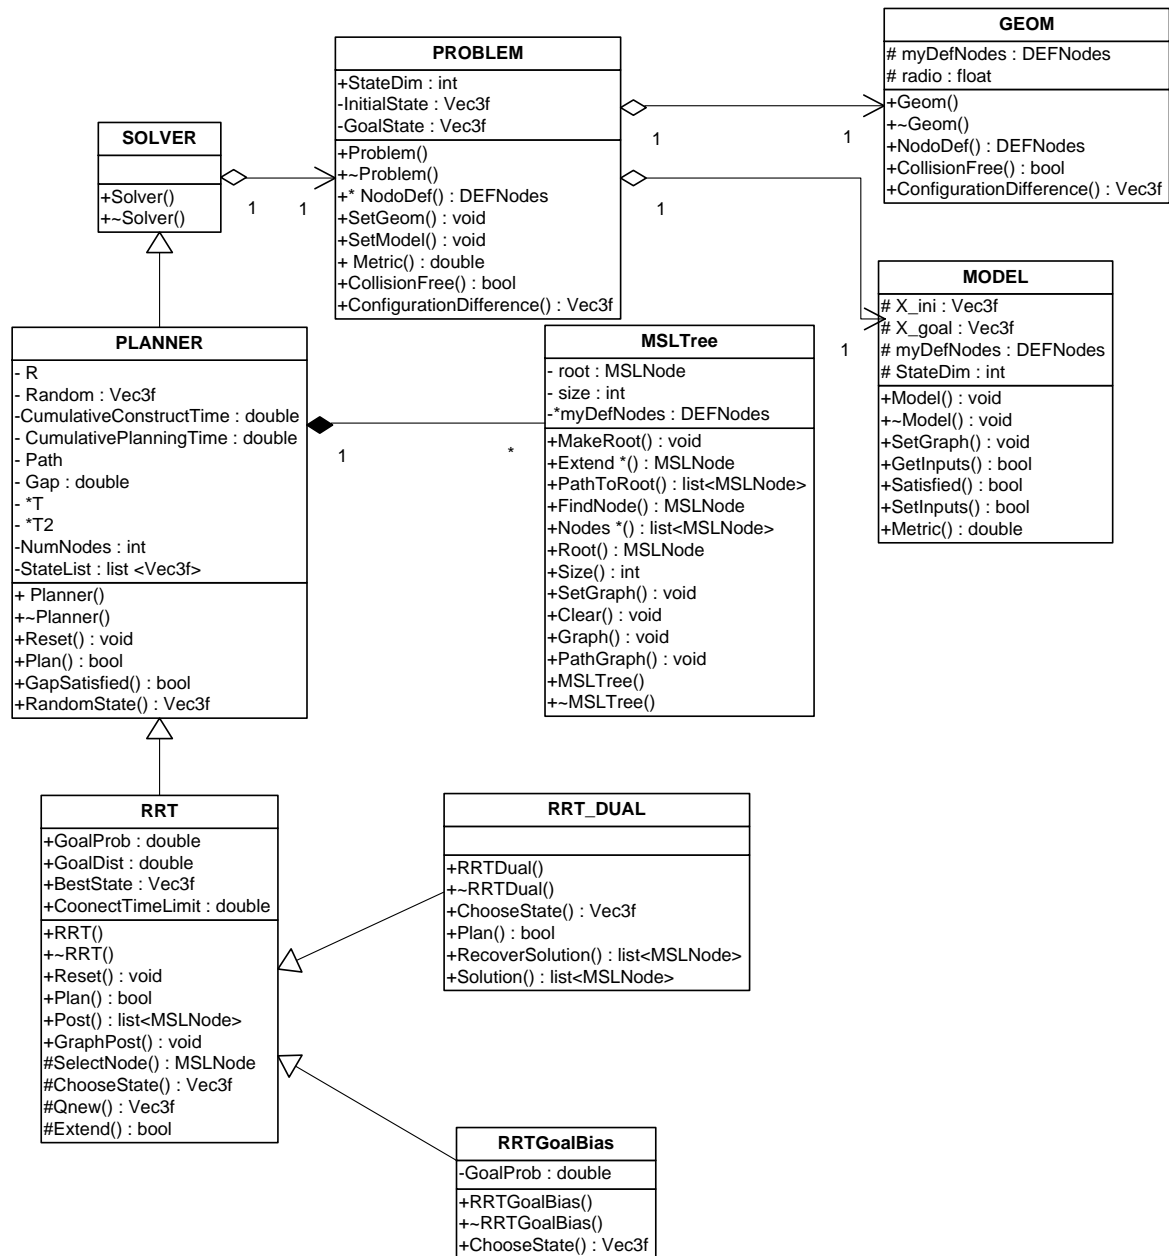 GEOM
# myDefNodes : DEFNodes
# radio : float
+Geom()
+~Geom()
+NodoDef() : DEFNodes
+CollisionFree() : bool
+ConfigurationDifference() : Vec3f
PROBLEM
+StateDim : int
-InitialState : Vec3f
-GoalState : Vec3f
+Problem()
+~Problem()
+* NodoDef() : DEFNodes
+SetGeom() : void
+SetModel() : void
+ Metric() : double
+CollisionFree() : bool
+ConfigurationDifference() : Vec3f
1
1
1
1
SOLVER
+Solver()
+~Solver()
1
1
MODEL
# X_ini : Vec3f
# X_goal : Vec3f
# myDefNodes : DEFNodes
# StateDim : int
+Model() : void
+~Model() : void
+SetGraph() : void
+GetInputs() : bool
+Satisfied() : bool
+SetInputs() : bool
+Metric() : double
PLANNER
- R
- Random : Vec3f
-CumulativeConstructTime : double
- CumulativePlanningTime : double
- Path
- Gap : double
- *T
- *T2
-NumNodes : int
-StateList : list <Vec3f>
+ Planner()
+~Planner()
+Reset() : void
+Plan() : bool
+GapSatisfied() : bool
+RandomState() : Vec3f
1
*
MSLTree
- root : MSLNode
- size : int
-*myDefNodes : DEFNodes
+MakeRoot() : void
+Extend *() : MSLNode
+PathToRoot() : list<MSLNode>
+FindNode() : MSLNode
+Nodes *() : list<MSLNode>
+Root() : MSLNode
+Size() : int
+SetGraph() : void
+Clear() : void
+Graph() : void
+PathGraph() : void
+MSLTree()
+~MSLTree()
RRT
+GoalProb : double
+GoalDist : double
+BestState : Vec3f
+CoonectTimeLimit : double
+RRT()
+~RRT()
+Reset() : void
+Plan() : bool
+Post() : list<MSLNode>
+GraphPost() : void
#SelectNode() : MSLNode
#ChooseState() : Vec3f
#Qnew() : Vec3f
#Extend() : bool
RRT_DUAL
+RRTDual()
+~RRTDual()
+ChooseState() : Vec3f
+Plan() : bool
+RecoverSolution() : list<MSLNode>
+Solution() : list<MSLNode>
RRTGoalBias
-GoalProb : double
+RRTGoalBias()
+~RRTGoalBias()
+ChooseState() : Vec3f